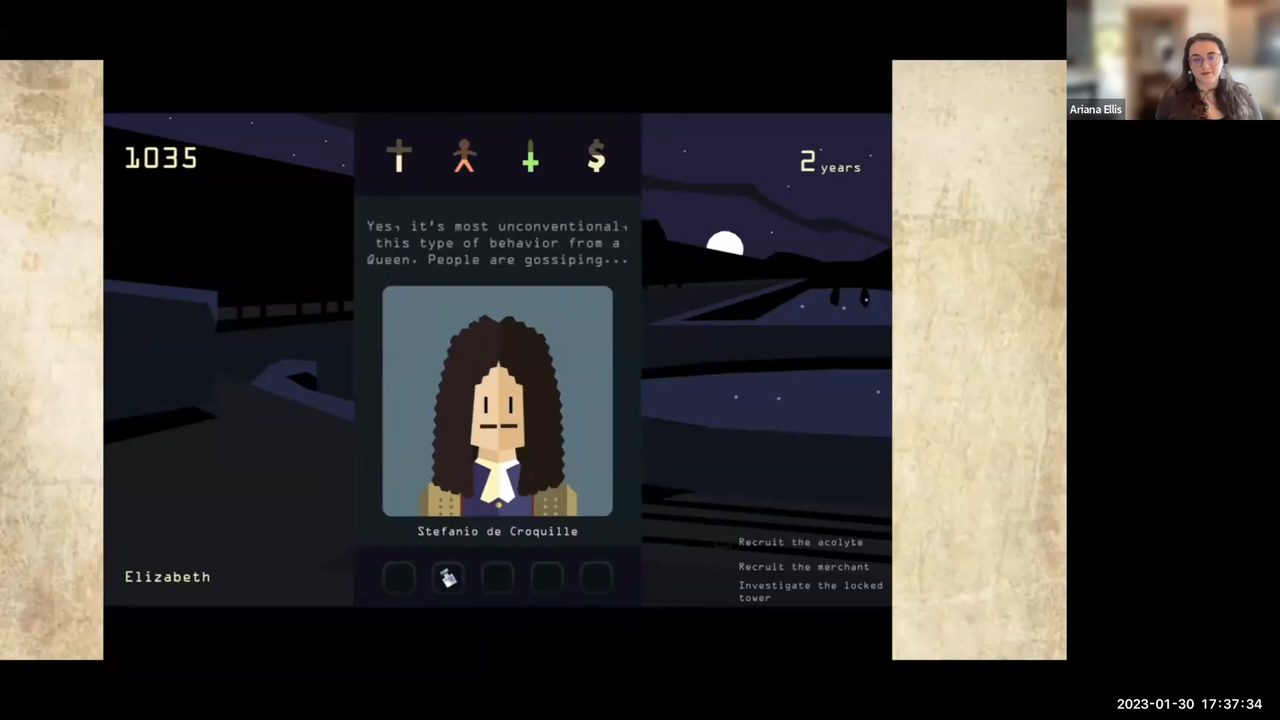 Ariana Ellis
1035
2 years
Yes, it's most unconventional,
this type of behavior from a
Queen. People are gossiping...
Stefanio de Croquille
Recruit the acolyte
Recruit the merchant
Investigate the locked
tower
Elizabeth
2023-01-30 17:37:34